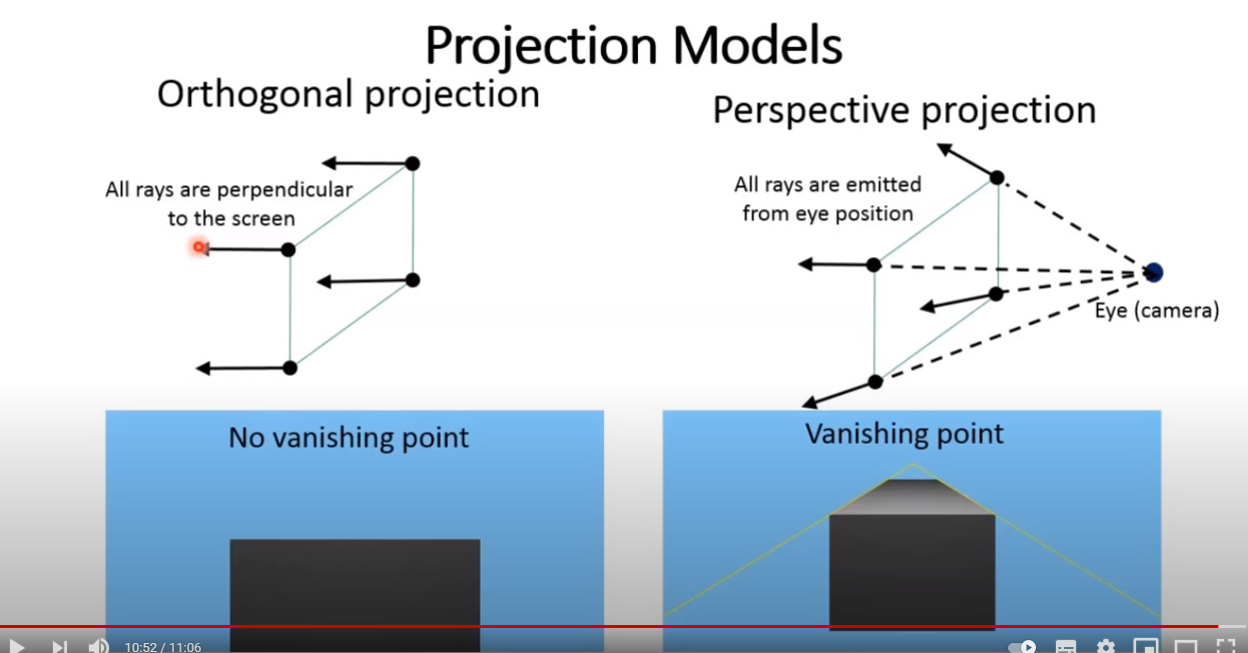 Projection Models
Orthogonal projection
All rays are perpendicular
to the screen
No vanishing point
Perspective projection
All rays are emitted
from eye position
Eye (camera)
Vanishing point
10:52 / 11:06